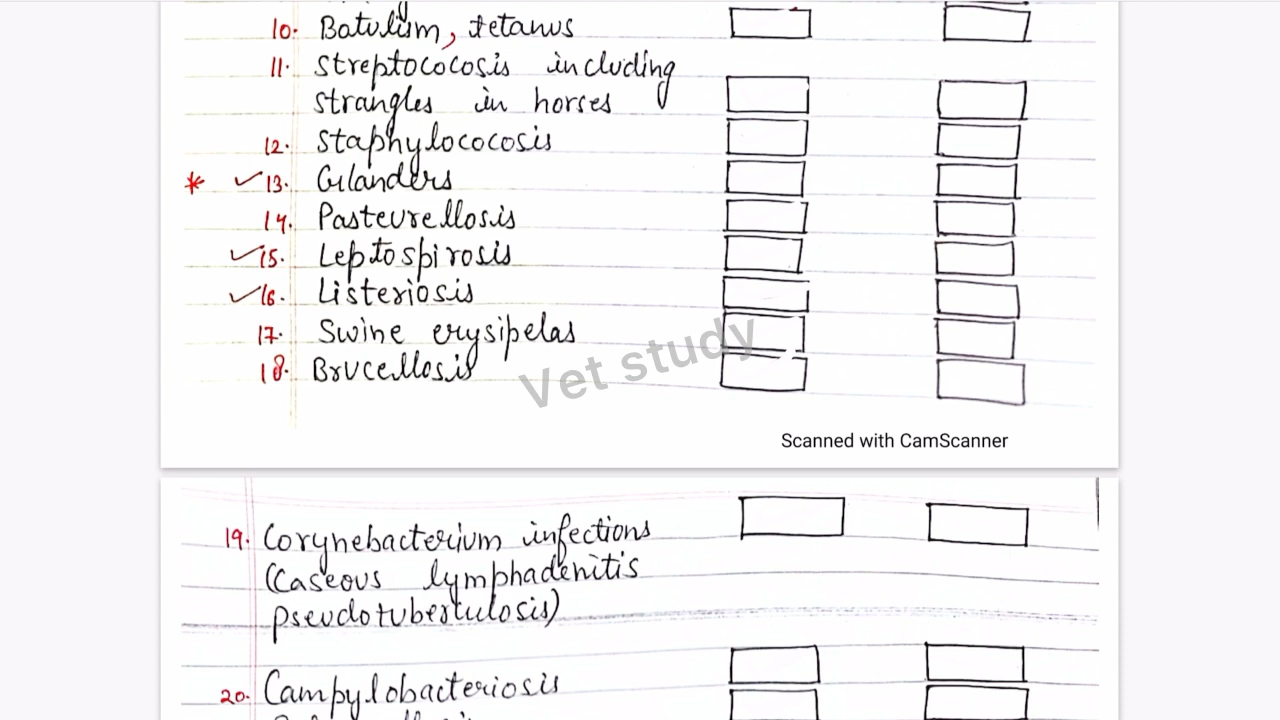 10. Batulism, tetanus
11. Streptococosis including
strangles in horses
12. Staphylococosis
* ✓13. Glanders
14. Pasteurellosis
✓15. Leptospirosis
✓16. Listeriosis
17. Swine erysipelas
18. Brucellosis
Vet study
Scanned with CamScanner
19. Corynebacterium infections
(Caseous lymphadenitis
pseudotuberculosis)
20. Campylobacteriosis